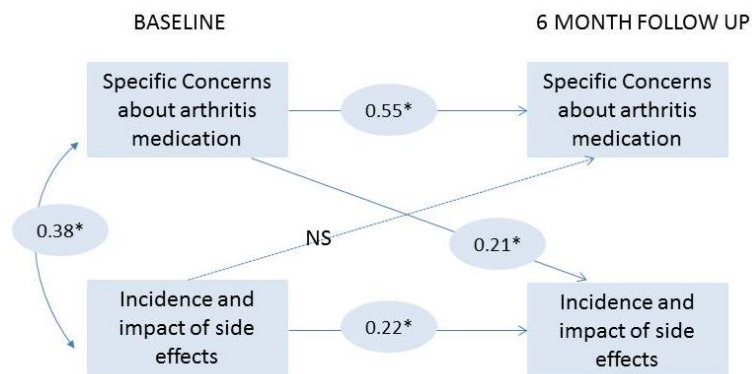 BASELINE
6 MONTH FOLLOW UP
Specific Concerns
about arthritis
medication
0.55*
Specific Concerns
about arthritis
medication
0.38*
NS
0.21*
Incidence and
impact of side
effects
0.22*
Incidence and
impact of side
effects